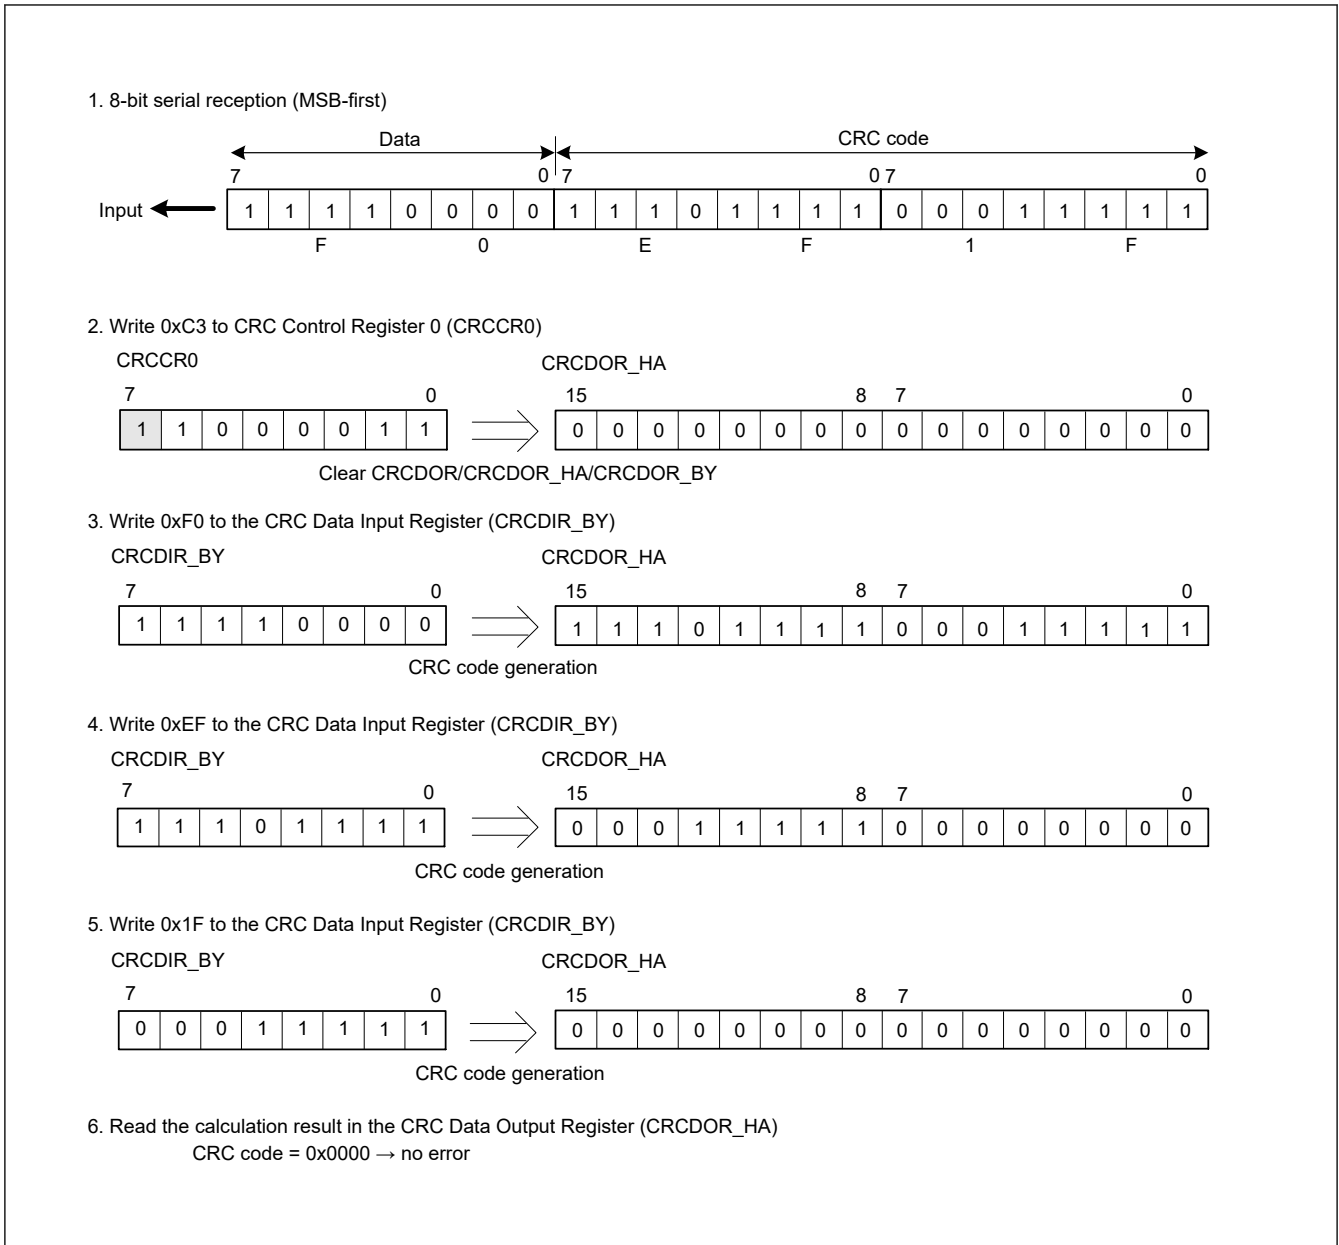 1. 8-bit serial reception (MSB-first)
Data CRC code
7 0 7 0 7 0
Input 1 1 1 1 0 0 0 0 1 1 1 0 1 1 1 1 0 0 0 1 1 1 1 1
F 0 E F 1 F
2. Write 0xC3 to CRC Control Register 0 (CRCCR0)
CRCCR0 CRCDOR_HA
7 0 15 8 7 0
1 1 0 0 0 0 1 1 0 0 0 0 0 0 0 0 0 0 0 0 0 0 0 0
Clear CRCDOR/CRCDOR_HA/CRCDOR_BY
3. Write 0xF0 to the CRC Data Input Register (CRCDIR_BY)
CRCDIR_BY CRCDOR_HA
7 0 15 8 7 0
1 1 1 1 0 0 0 0 1 1 1 0 1 1 1 1 0 0 0 1 1 1 1 1
CRC code generation
4. Write 0xEF to the CRC Data Input Register (CRCDIR_BY)
CRCDIR_BY CRCDOR_HA
7 0 15 8 7 0
1 1 1 0 1 1 1 1 0 0 0 1 1 1 1 1 0 0 0 0 0 0 0 0
CRC code generation
5. Write 0x1F to the CRC Data Input Register (CRCDIR_BY)
CRCDIR_BY CRCDOR_HA
7 0 15 8 7 0
0 0 0 1 1 1 1 1 0 0 0 0 0 0 0 0 0 0 0 0 0 0 0 0
CRC code generation
6. Read the calculation result in the CRC Data Output Register (CRCDOR_HA)
CRC code = 0x0000 → no error